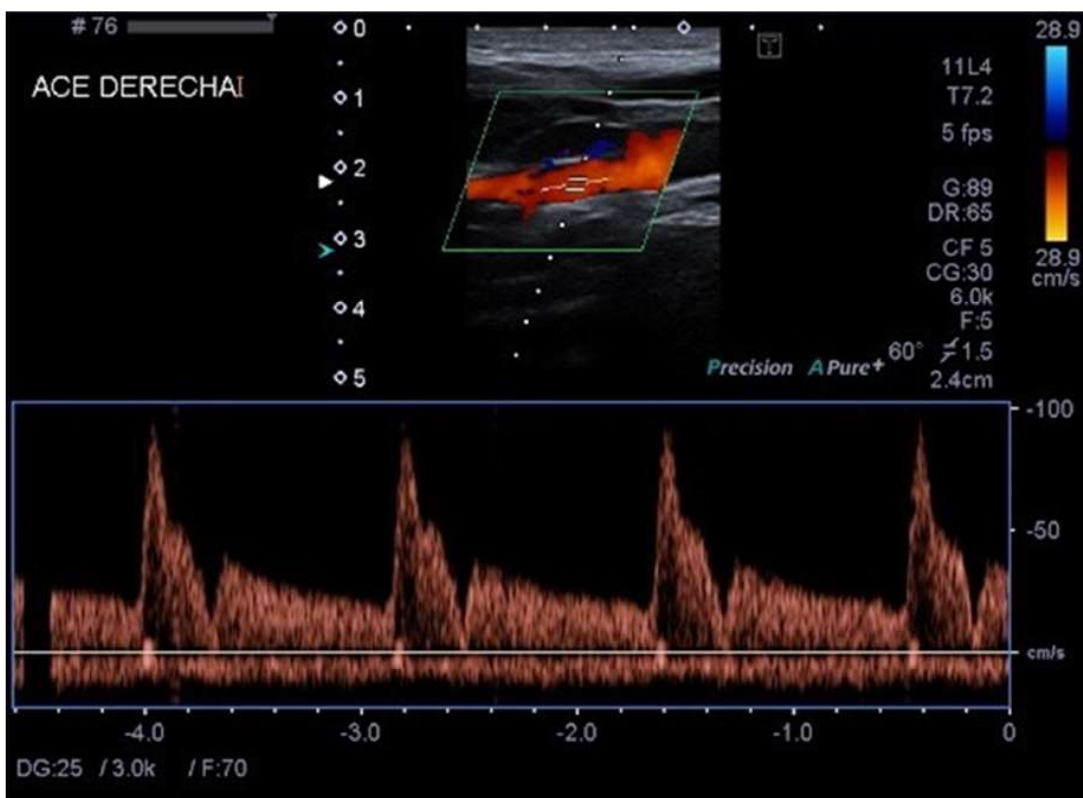 # 76
0
28.9
ACE DERECHA
11L4
T7.2
1
5 fps
2
G:89
DR:65
3
CF 5
28.9
cm/s
CG:30
6.0k
4
F:5
Precision APure+
60° 1.5
5
2.4cm
-100
-50
cm/s
-4.0 -3.0 -2.0 -1.0 0
DG:25 / 3.0k / F:70